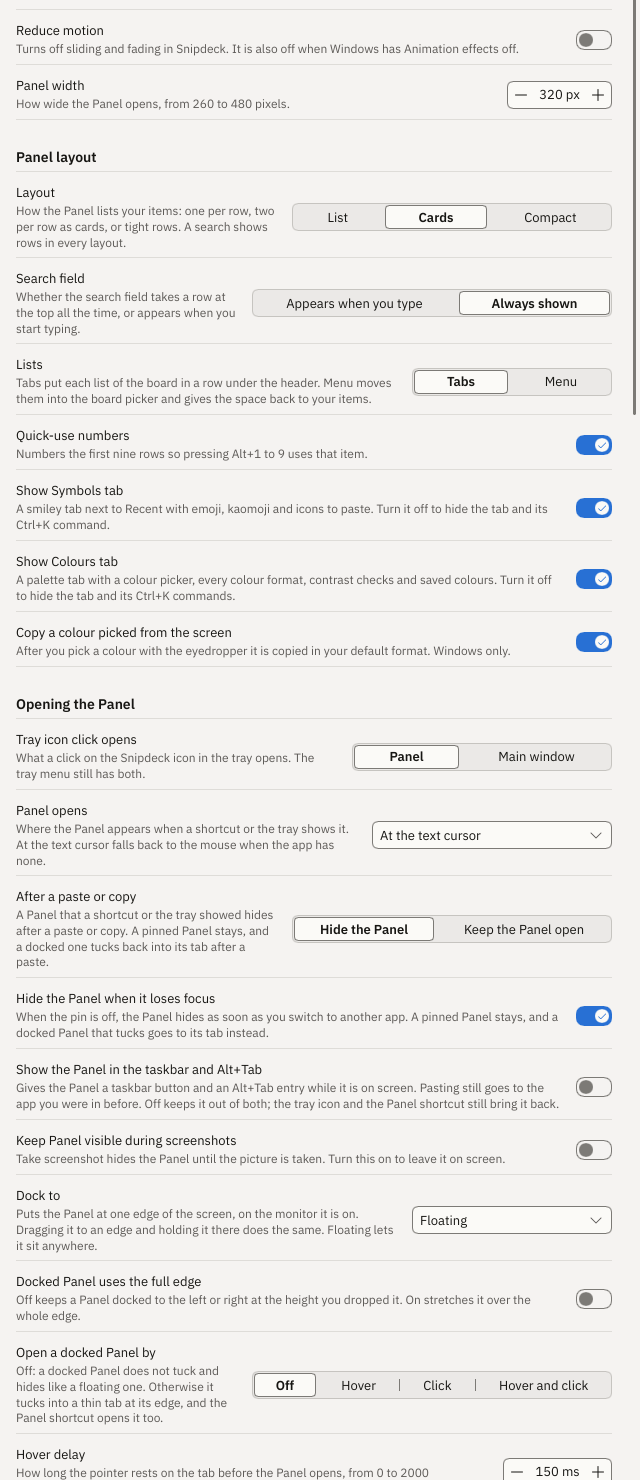 Reduce motion
Turns off sliding and fading in Snipdeck. It is also off when Windows has Animation effects off.
Panel width
How wide the Panel opens, from 260 to 480 pixels.
320 px
Panel layout
Layout
How the Panel lists your items: one per row, two
per row as cards, or tight rows. A search shows
rows in every layout.
List
Cards
Compact
Search field
Whether the search field takes a row at
the top all the time, or appears when you
start typing.
Appears when you type
Always shown
Lists
Tabs put each list of the board in a row under the header. Menu moves
them into the board picker and gives the space back to your items.
Tabs
Menu
Quick-use numbers
Numbers the first nine rows so pressing Alt+1 to 9 uses that item.
Show Symbols tab
A smiley tab next to Recent with emoji, kaomoji and icons to paste. Turn it off to hide the tab and its
Ctrl+K command.
Show Colours tab
A palette tab with a colour picker, every colour format, contrast checks and saved colours. Turn it off
to hide the tab and its Ctrl+K commands.
Copy a colour picked from the screen
After you pick a colour with the eyedropper it is copied in your default format. Windows only.
Opening the Panel
Tray icon click opens
What a click on the Snipdeck icon in the tray opens. The
tray menu still has both.
Panel
Main window
Panel opens
Where the Panel appears when a shortcut or the tray shows it.
At the text cursor falls back to the mouse when the app has
none.
At the text cursor
After a paste or copy
A Panel that a shortcut or the tray showed hides
after a paste or copy. A pinned Panel stays, and
a docked one tucks back into its tab after a
paste.
Hide the Panel
Keep the Panel open
Hide the Panel when it loses focus
When the pin is off, the Panel hides as soon as you switch to another app. A pinned Panel stays, and a
docked Panel that tucks goes to its tab instead.
Show the Panel in the taskbar and Alt+Tab
Gives the Panel a taskbar button and an Alt+Tab entry while it is on screen. Pasting still goes to the
app you were in before. Off keeps it out of both; the tray icon and the Panel shortcut still bring it back.
Keep Panel visible during screenshots
Take screenshot hides the Panel until the picture is taken. Turn this on to leave it on screen.
Dock to
Puts the Panel at one edge of the screen, on the monitor it is on.
Dragging it to an edge and holding it there does the same. Floating lets
it sit anywhere.
Floating
Docked Panel uses the full edge
Off keeps a Panel docked to the left or right at the height you dropped it. On stretches it over the
whole edge.
Open a docked Panel by
Off: a docked Panel does not tuck and
hides like a floating one. Otherwise it
tucks into a thin tab at its edge, and the
Panel shortcut opens it too.
Off
Hover
Click
Hover and click
Hover delay
How long the pointer rests on the tab before the Panel opens, from 0 to 2000
150 ms